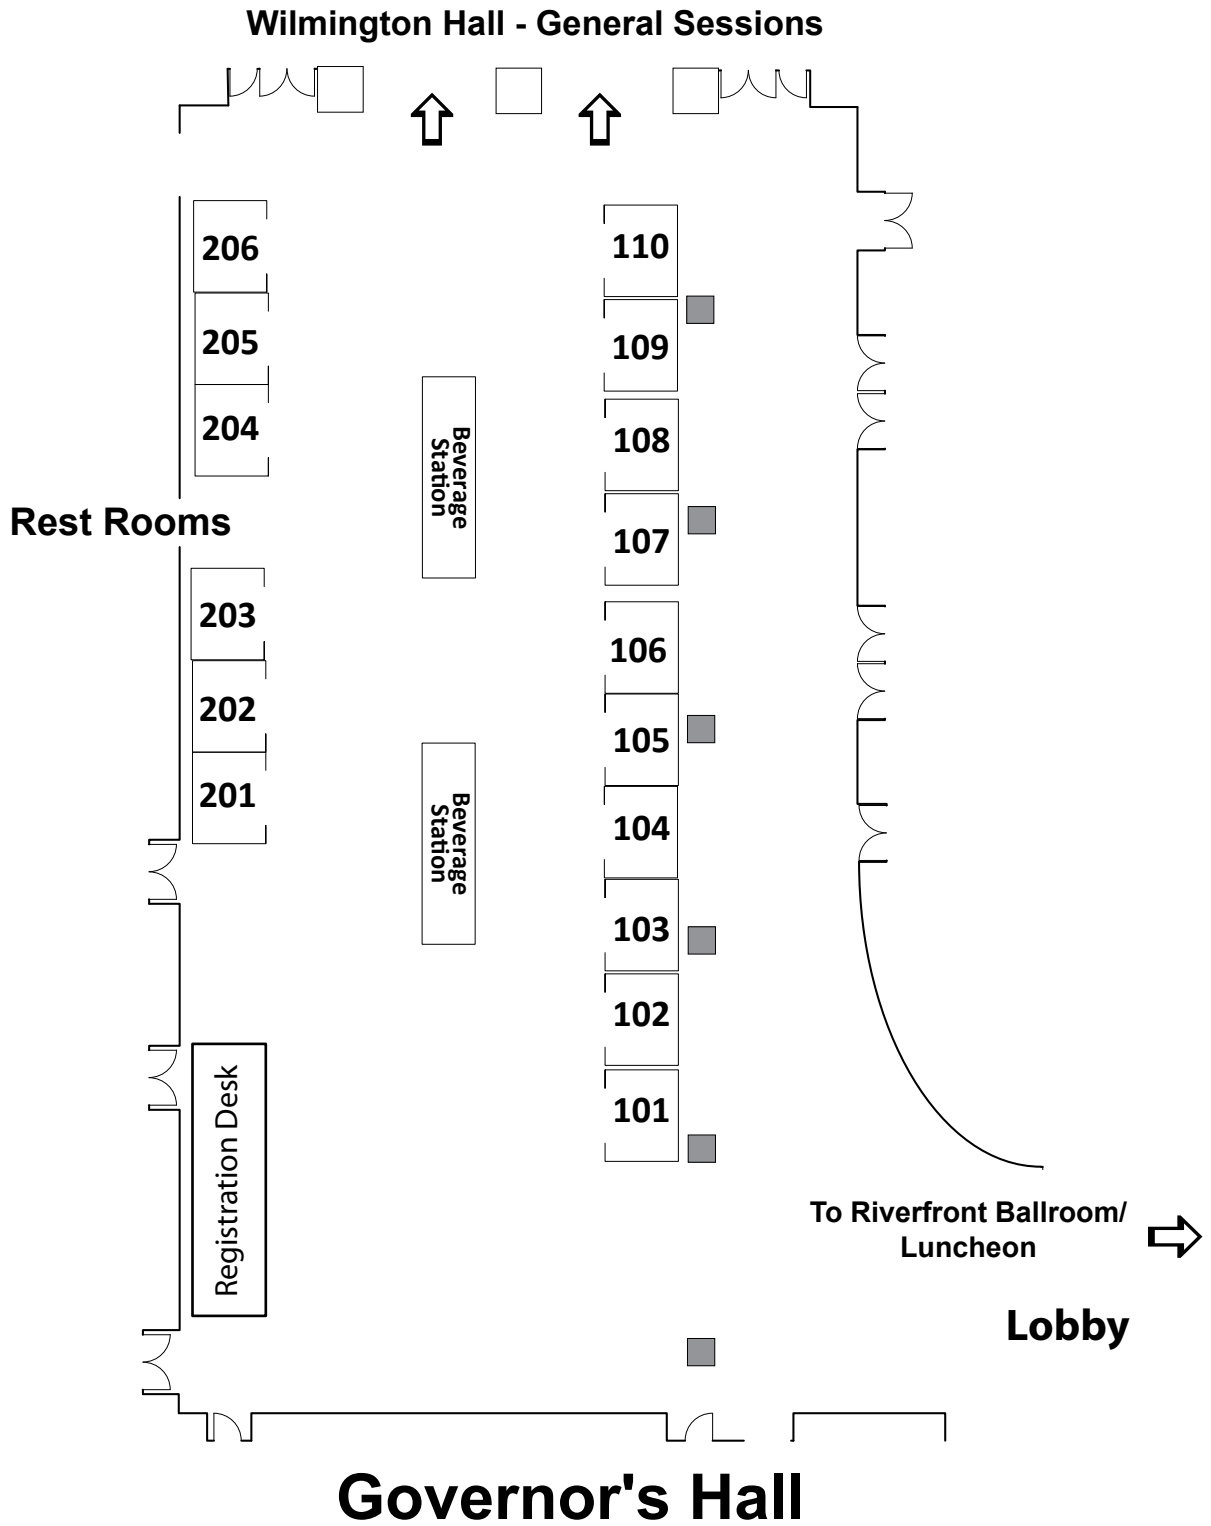 Wilmington Hall - General Sessions
206
110
205
109
204
108
Beverage
Station
Rest Rooms
107
203
106
202
105
201
104
Beverage
Station
103
102
101
Registration Desk
To Riverfront Ballroom/
Luncheon
Lobby
Governor's Hall